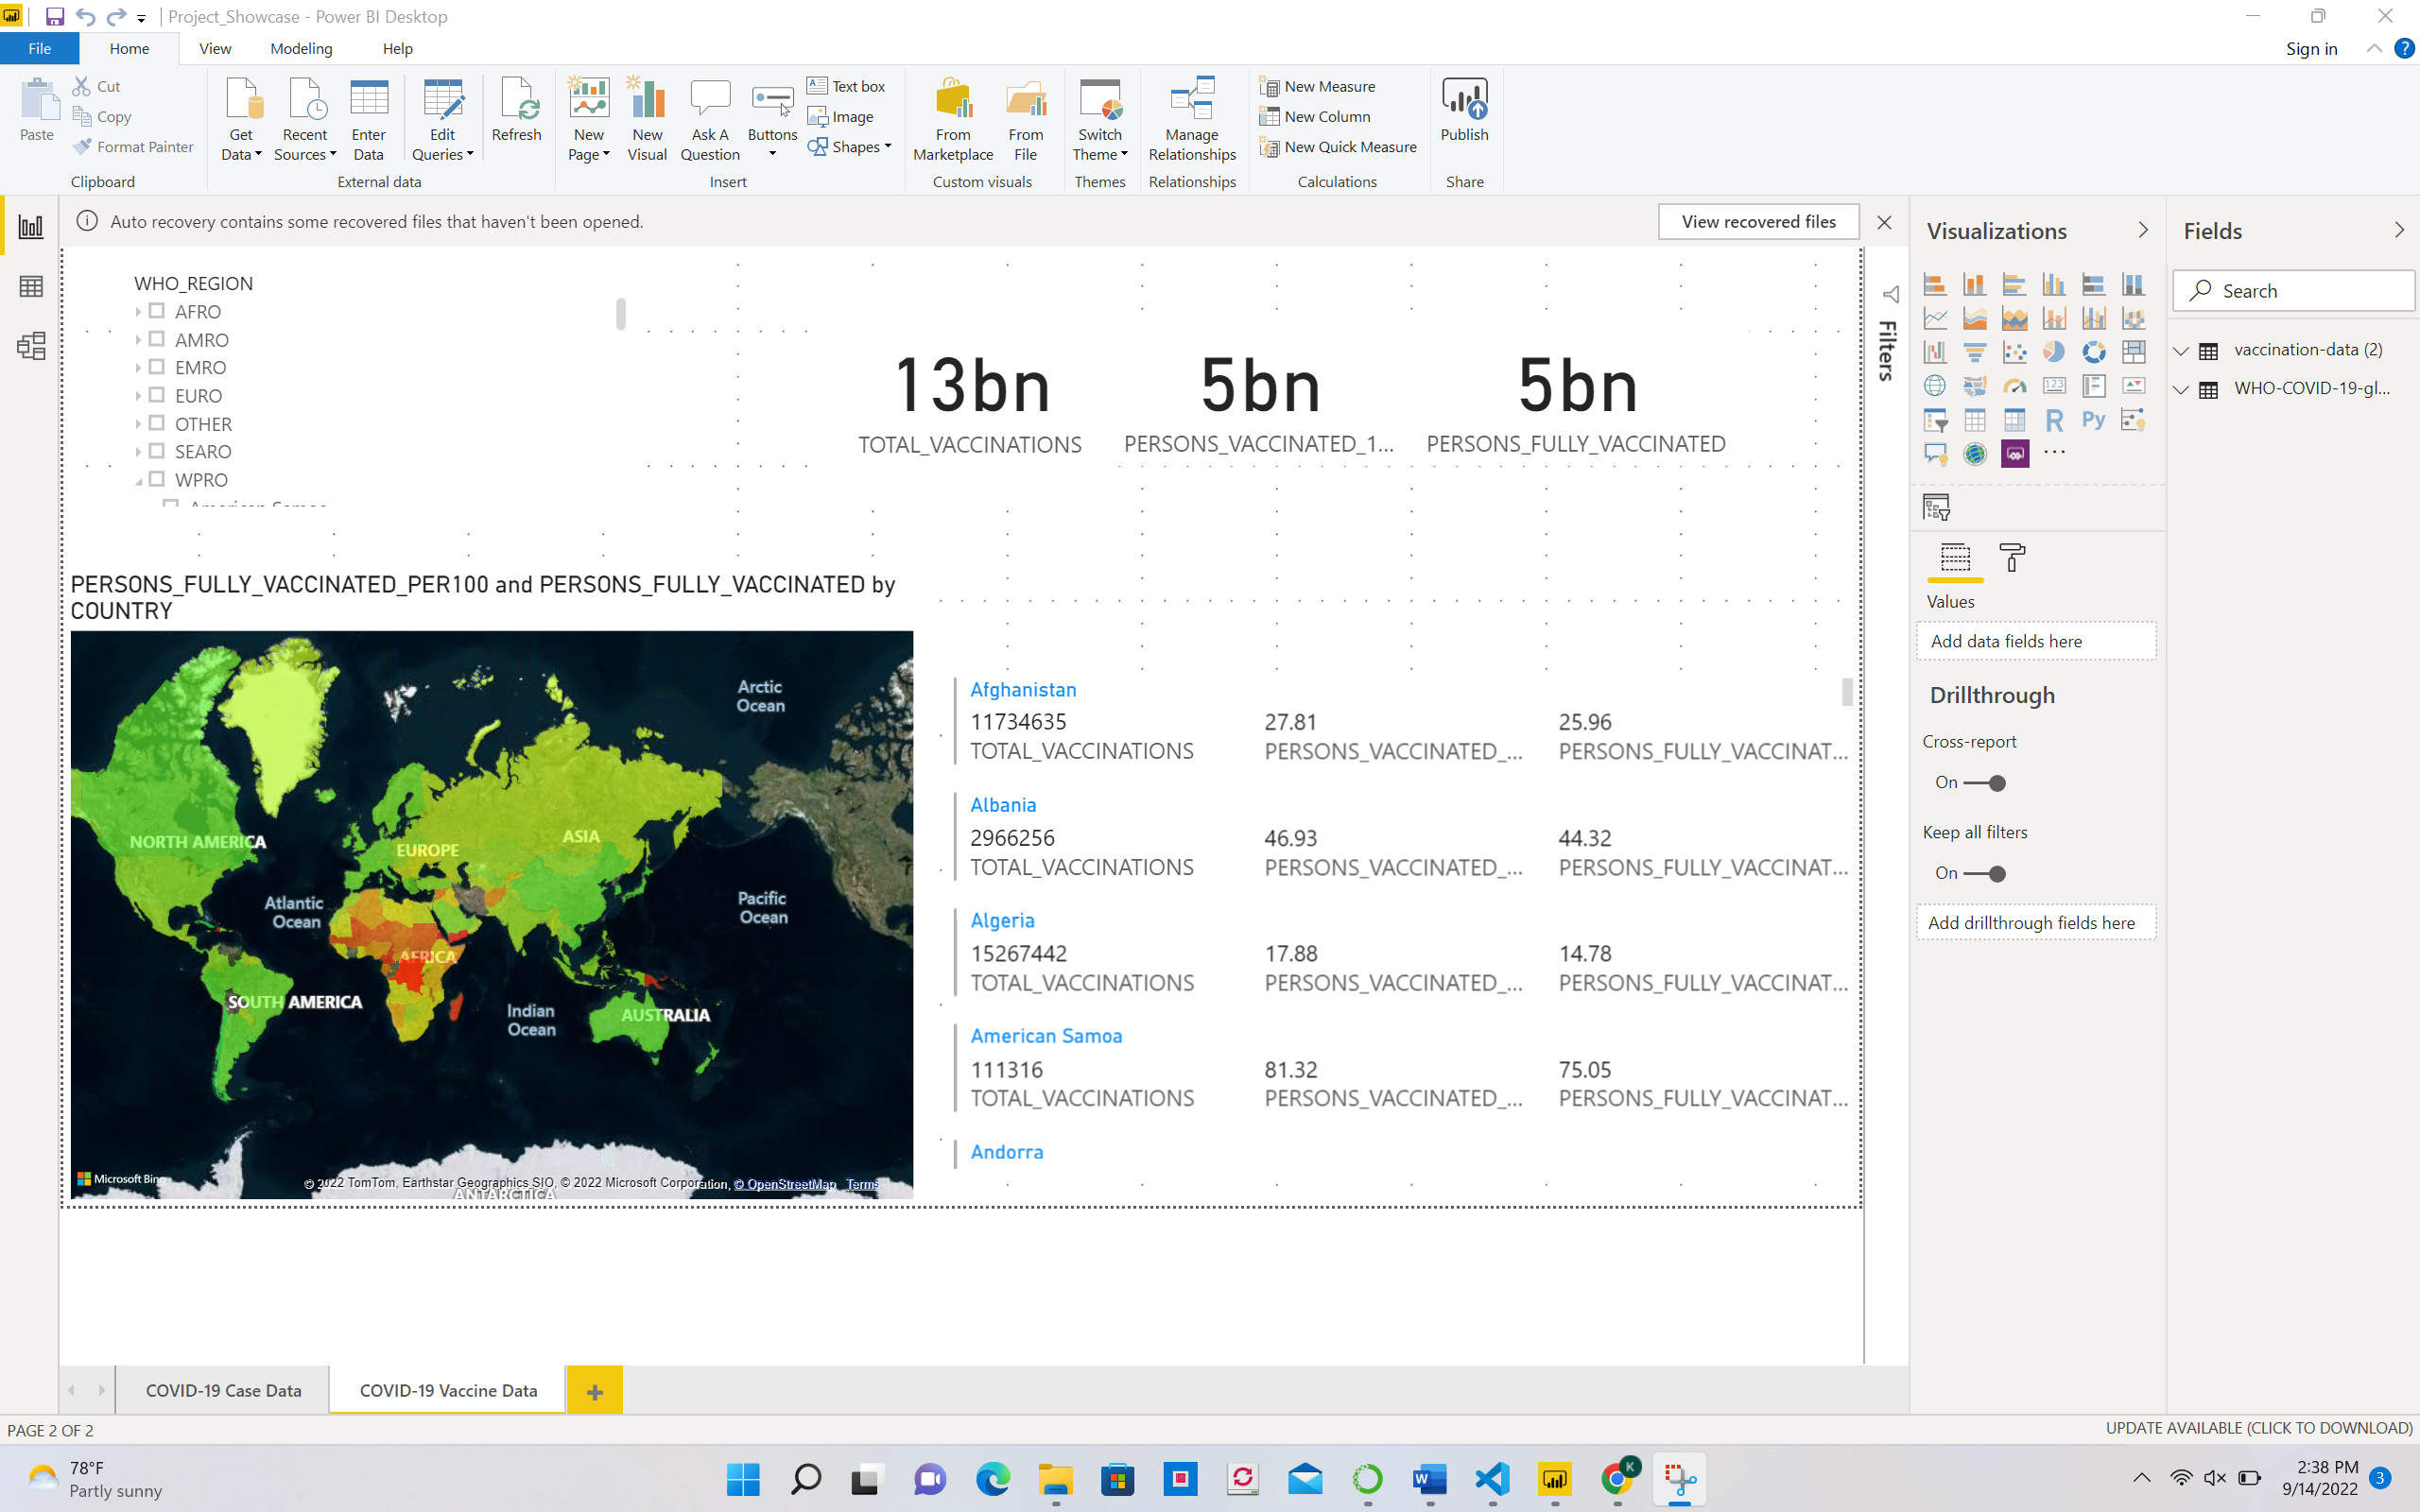 Project_Showcase - Power BI Desktop
File
Home
View
Modeling
Help
Sign in
?
Paste
Cut
Copy
Format Painter
Clipboard
Get
Data
Recent
Sources
Enter
Data
Edit
Queries
Refresh
External data
New
Page
New
Visual
Ask A
Question
Buttons
Text box
Image
Shapes
Insert
From
Marketplace
From
File
Custom visuals
Switch
Theme
Themes
Manage
Relationships
Relationships
New Measure
New Column
New Quick Measure
Calculations
Publish
Share
Auto recovery contains some recovered files that haven't been opened.
View recovered files
WHO_REGION
AFRO
AMRO
EMRO
EURO
OTHER
SEARO
WPRO
American Samoa
13bn
TOTAL_VACCINATIONS
5bn
PERSONS_VACCINATED_1...
5bn
PERSONS_FULLY_VACCINATED
PERSONS_FULLY_VACCINATED_PER100 and PERSONS_FULLY_VACCINATED by
COUNTRY
Arctic
Ocean
NORTH AMERICA
EUROPE
ASIA
Atlantic
Ocean
Pacific
Ocean
AFRICA
SOUTH AMERICA
Indian
Ocean
AUSTRALIA
Microsoft Bing
© 2022 TomTom, Earthstar Geographics SIO, © 2022 Microsoft Corporation, © OpenStreetMap Terms
ANTARCTICA
Afghanistan
11734635 27.81 25.96
TOTAL_VACCINATIONS PERSONS_VACCINATED_... PERSONS_FULLY_VACCINAT...
Albania
2966256 46.93 44.32
TOTAL_VACCINATIONS PERSONS_VACCINATED_... PERSONS_FULLY_VACCINAT...
Algeria
15267442 17.88 14.78
TOTAL_VACCINATIONS PERSONS_VACCINATED_... PERSONS_FULLY_VACCINAT...
American Samoa
111316 81.32 75.05
TOTAL_VACCINATIONS PERSONS_VACCINATED_... PERSONS_FULLY_VACCINAT...
Andorra
Filters
Visualizations
123
R
Py
...
Values
Add data fields here
Drillthrough
Cross-report
On
Keep all filters
On
Add drillthrough fields here
Fields
Search
vaccination-data (2)
WHO-COVID-19-gl...
COVID-19 Case Data
COVID-19 Vaccine Data
+
PAGE 2 OF 2
UPDATE AVAILABLE (CLICK TO DOWNLOAD)
78°F
Partly sunny
W
K
2:38 PM
9/14/2022
3